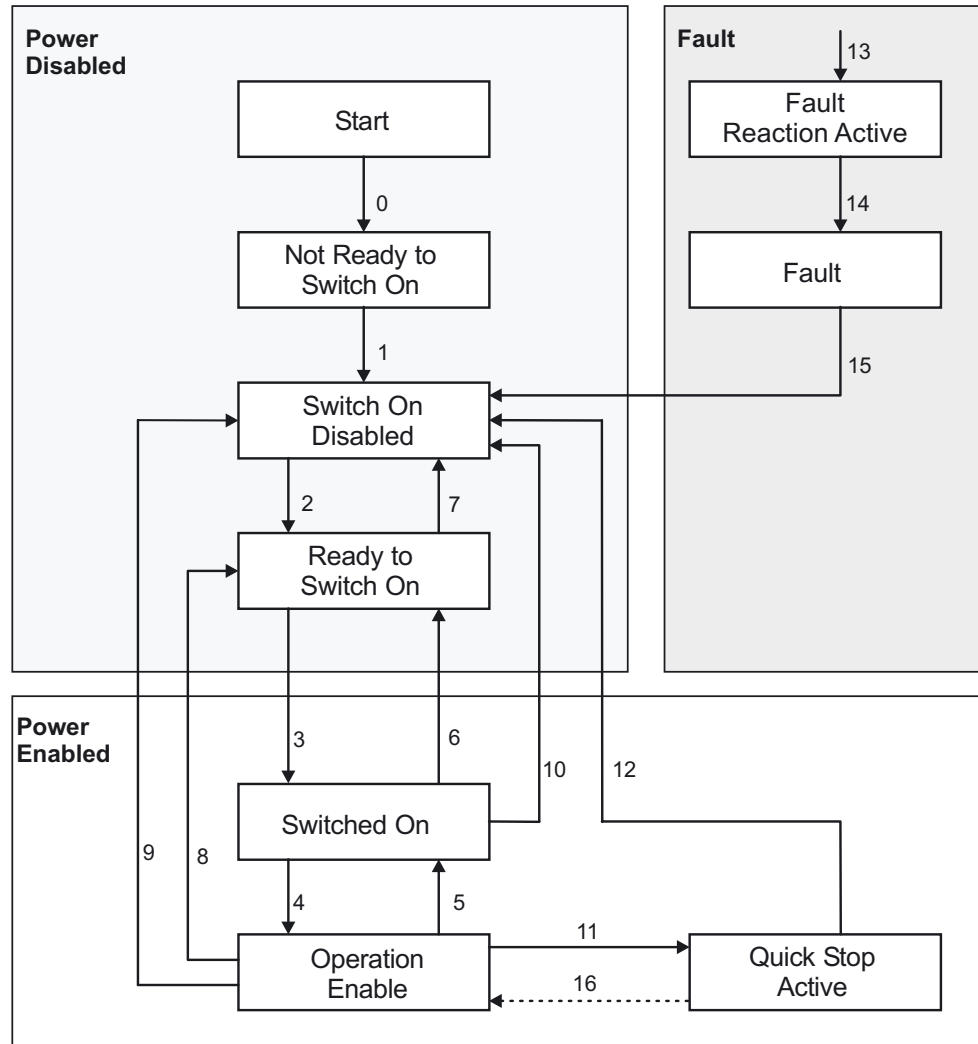 Power
Disabled
Start
0
Not Ready to
Switch On
1
Switch On
Disabled
2
7
Ready to
Switch On
Fault
13
Fault
Reaction Active
14
Fault
15
Power
Enabled
3
6
10
12
Switched On
9
8
4
5
Operation
Enable
11
16
Quick Stop
Active